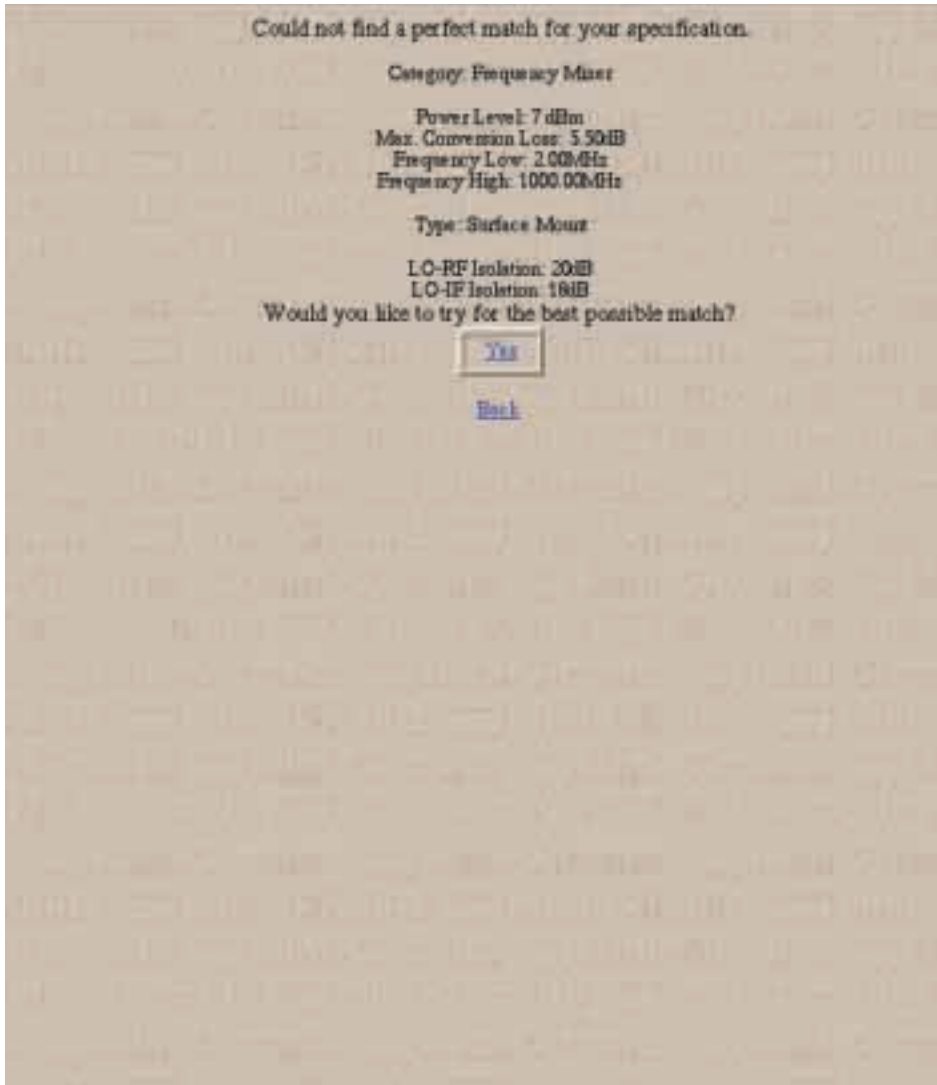 Could not find a perfect match for your specification.
Category: Frequency Mixer
Power Level: 7 dBm
Max. Conversion Loss: 5.50dB
Frequency Low: 2.00MHz
Frequency High: 1000.00MHz
Type: Surface Mount
LO-RF Isolation: 20dB
LO-IF Isolation: 18dB
Would you like to try for the best possible match?
Yes
Back